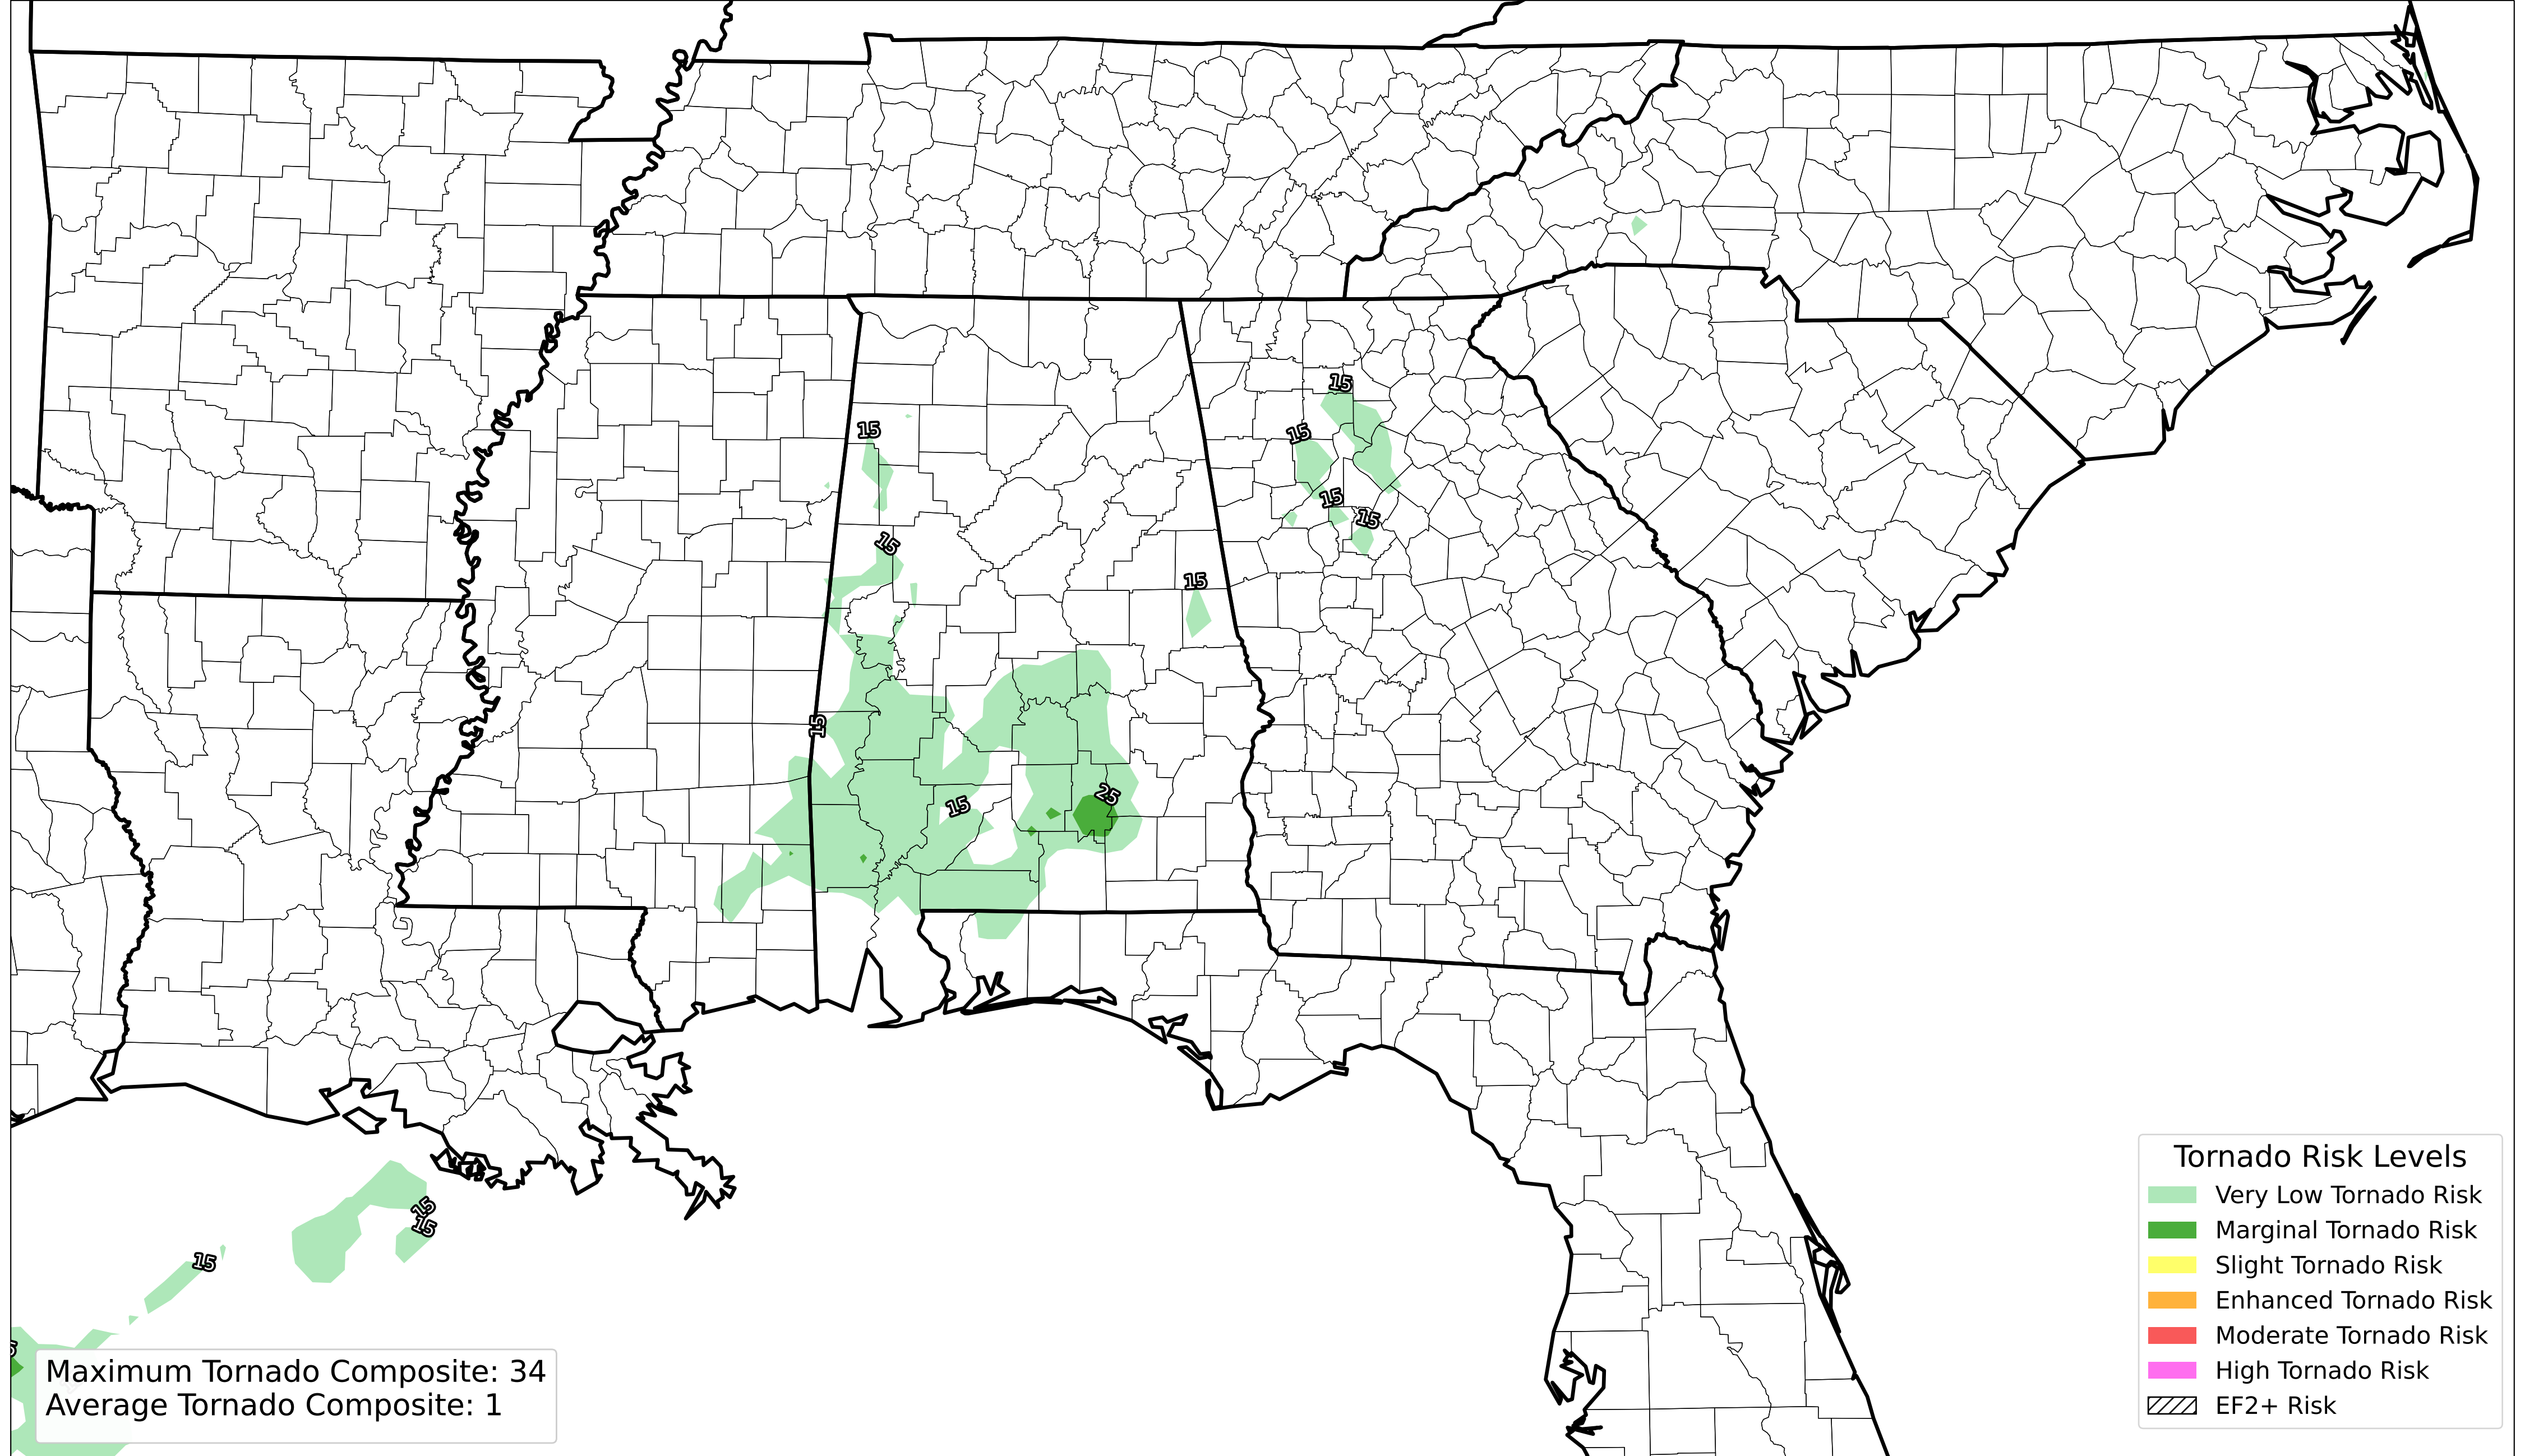 15
15
15
15
15
15
15
15
25
15
15
15
15
Maximum Tornado Composite: 34
Average Tornado Composite: 1
Tornado Risk Levels
Very Low Tornado Risk
Marginal Tornado Risk
Slight Tornado Risk
Enhanced Tornado Risk
Moderate Tornado Risk
High Tornado Risk
EF2+ Risk